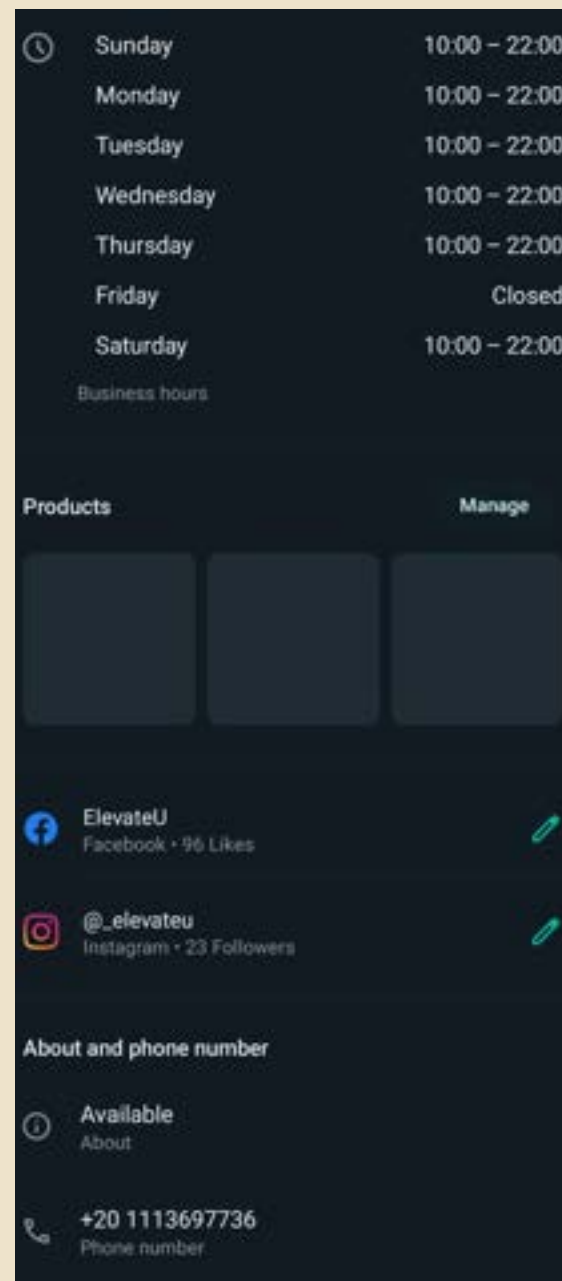 Sunday 10:00 – 22:00
Monday 10:00 – 22:00
Tuesday 10:00 – 22:00
Wednesday 10:00 – 22:00
Thursday 10:00 – 22:00
Friday Closed
Saturday 10:00 – 22:00
Business hours
Products Manage
ElevateU
Facebook • 96 Likes
@_elevateu
Instagram • 23 Followers
About and phone number
Available
About
+20 1113697736
Phone number